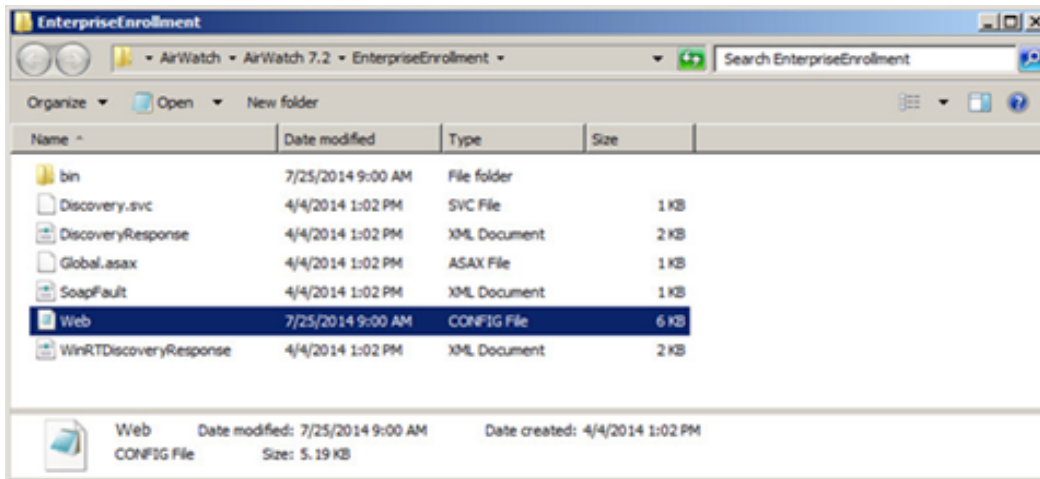 EnterpriseEnrollment
AirWatch AirWatch 7.2 EnterpriseEnrollment Search EnterpriseEnrollment
Organize Open New folder
Name Date modified Type Size
bin 7/25/2014 9:00 AM File folder
Discovery.svc 4/4/2014 1:02 PM SVC File 1 KB
DiscoveryResponse 4/4/2014 1:02 PM XML Document 2 KB
Global.asax 4/4/2014 1:02 PM ASAX File 1 KB
SoapFault 4/4/2014 1:02 PM XML Document 1 KB
Web 7/25/2014 9:00 AM CONFIG File 6 KB
WinRTDiscoveryResponse 4/4/2014 1:02 PM XML Document 2 KB
Web Date modified: 7/25/2014 9:00 AM Date created: 4/4/2014 1:02 PM
CONFIG File Size: 5.19 KB